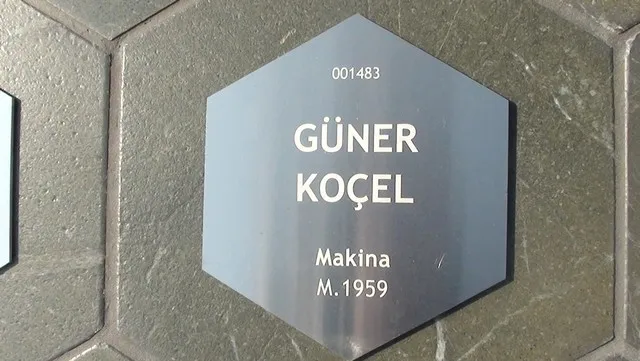 001483
GÜNER
KOÇEL
Makina
M.1959